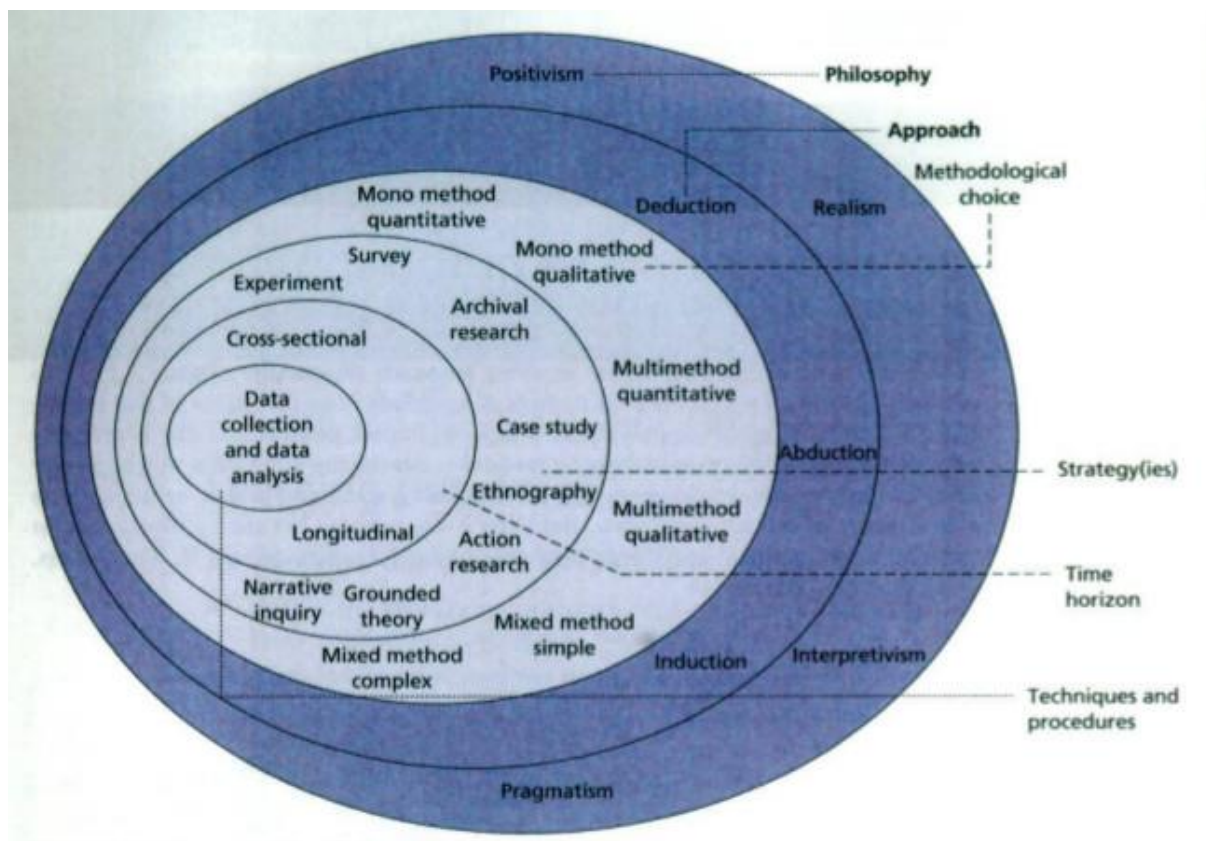 Positivism
Philosophy
Approach
Methodological
choice
Mono method
quantitative
Deduction
Realism
Survey
Mono method
qualitative
Experiment
Archival
research
Cross-sectional
Multimethod
quantitative
Data
collection
and data
analysis
Case study
Abduction
Strategy(ies)
Ethnography
Multimethod
qualitative
Longitudinal
Action
research
Time
horizon
Narrative
inquiry
Grounded
theory
Mixed method
simple
Mixed method
complex
Induction
Interpretivism
Techniques and
procedures
Pragmatism